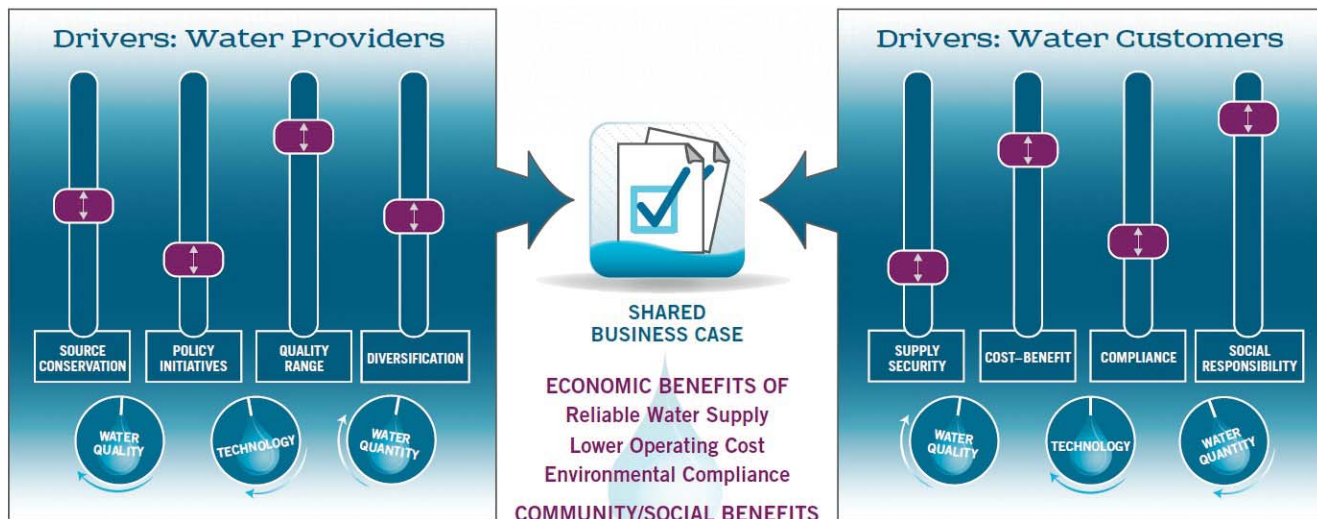 Drivers: Water Providers
SOURCE
CONSERVATION
POLICY
INITIATIVES
QUALITY
RANGE
DIVERSIFICATION
WATER
QUALITY
TECHNOLOGY
WATER
QUANTITY
SHARED
BUSINESS CASE
ECONOMIC BENEFITS OF
Reliable Water Supply
Lower Operating Cost
Environmental Compliance
COMMUNITY/SOCIAL BENEFITS
Drivers: Water Customers
SUPPLY
SECURITY
COST–BENEFIT
COMPLIANCE
SOCIAL
RESPONSIBILITY
WATER
QUALITY
TECHNOLOGY
WATER
QUANTITY